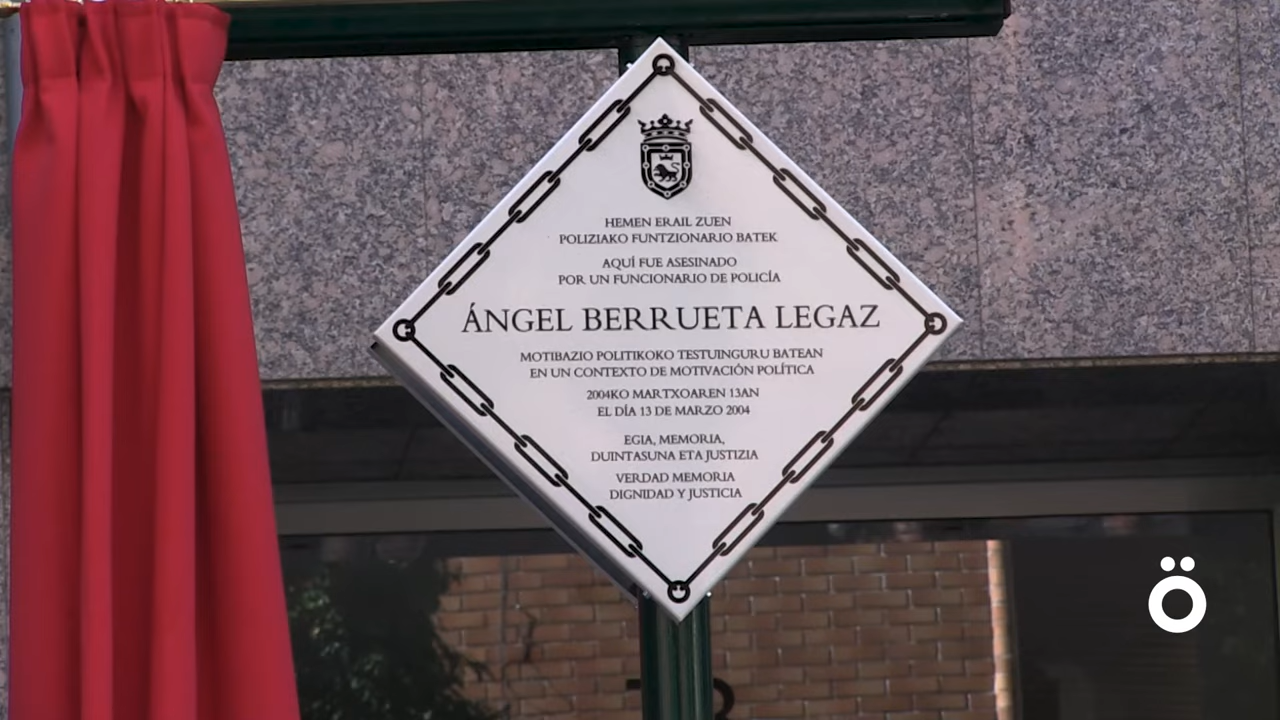 HEMEN ERAIL ZUEN
POLIZIAKO FUNTZIONARIO BATEK
AQUÍ FUE ASESINADO
POR UN FUNCIONARIO DE POLICÍA
ÁNGEL BERRUETA LEGAZ
MOTIBAZIO POLITIKOKO TESTUINGURU BATEAN
EN UN CONTEXTO DE MOTIVACIÓN POLÍTICA
2004KO MARTXOAREN 13AN
EL DÍA 13 DE MARZO 2004
EGIA, MEMORIA,
DUINTASUNA ETA JUSTIZIA
VERDAD MEMORIA
DIGNIDAD Y JUSTICIA
Ö